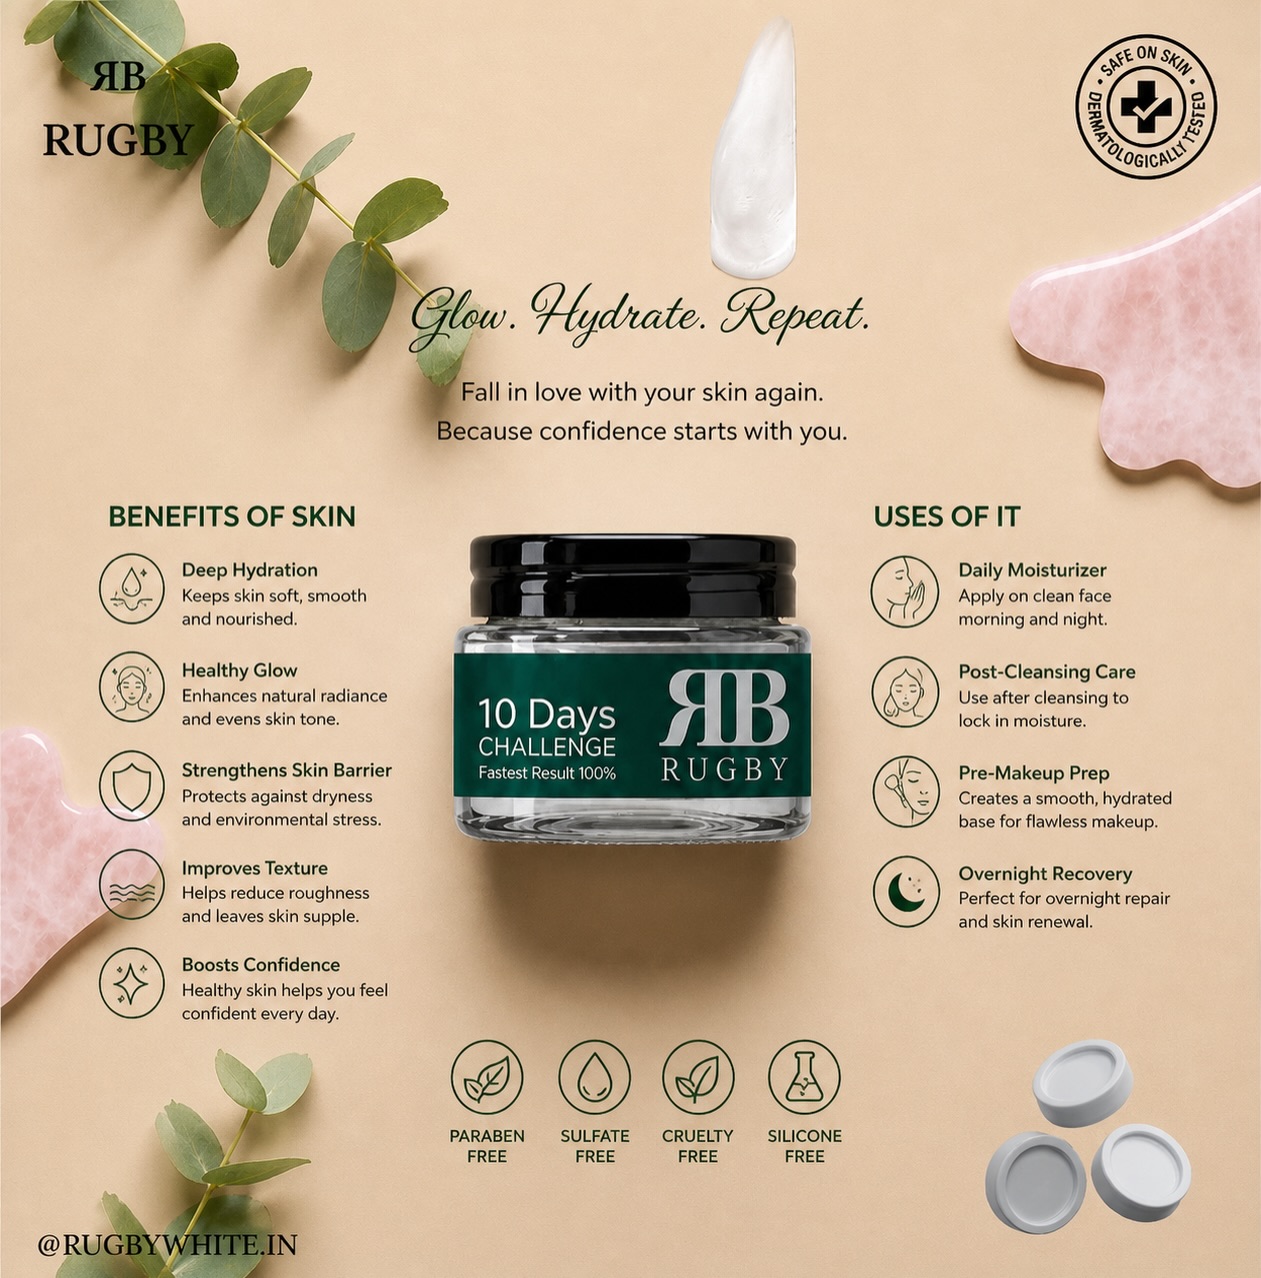 ЯB
RUGBY
SAFE ON SKIN
DERMATOLOGICALLY TESTED
Glow. Hydrate. Repeat.
Fall in love with your skin again.
Because confidence starts with you.
BENEFITS OF SKIN
Deep Hydration
Keeps skin soft, smooth
and nourished.
Healthy Glow
Enhances natural radiance
and evens skin tone.
Strengthens Skin Barrier
Protects against dryness
and environmental stress.
Improves Texture
Helps reduce roughness
and leaves skin supple.
Boosts Confidence
Healthy skin helps you feel
confident every day.
10 Days
CHALLENGE
Fastest Result 100%
ЯB
RUGBY
USES OF IT
Daily Moisturizer
Apply on clean face
morning and night.
Post-Cleansing Care
Use after cleansing to
lock in moisture.
Pre-Makeup Prep
Creates a smooth, hydrated
base for flawless makeup.
Overnight Recovery
Perfect for overnight repair
and skin renewal.
PARABEN
FREE
SULFATE
FREE
CRUELTY
FREE
SILICONE
FREE
@RUGBYWHITE.IN